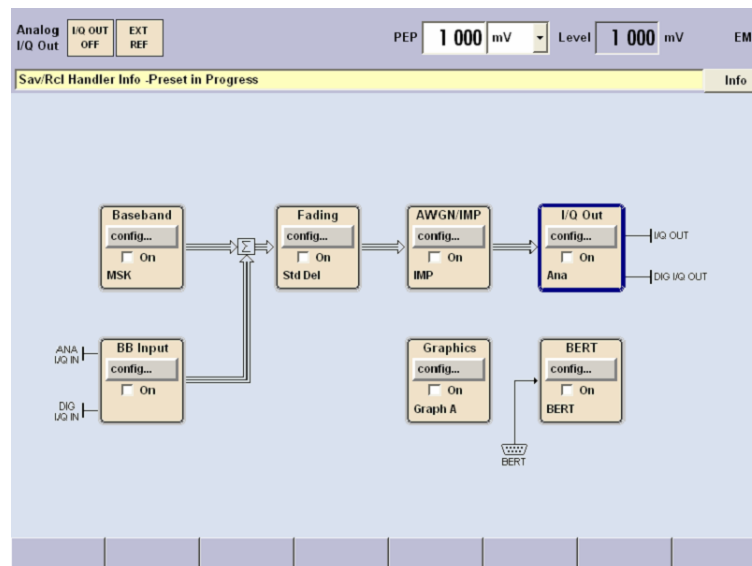 Analog I/Q Out
I/Q OUT OFF
EXT REF
PEP 1 000 mV
Level 1 000 mV
EM
Sav/Rcl Handler Info -Preset in Progress
Info
Baseband
config...
On
MSK
Σ
Fading
config...
On
Std Del
AWGN/IMP
config...
On
IMP
I/Q Out
config...
On
Ana
I/Q OUT
DIG I/Q OUT
ANA I/Q IN
DIG I/Q IN
BB Input
config...
On
Graphics
config...
On
Graph A
BERT
config...
On
BERT
BERT